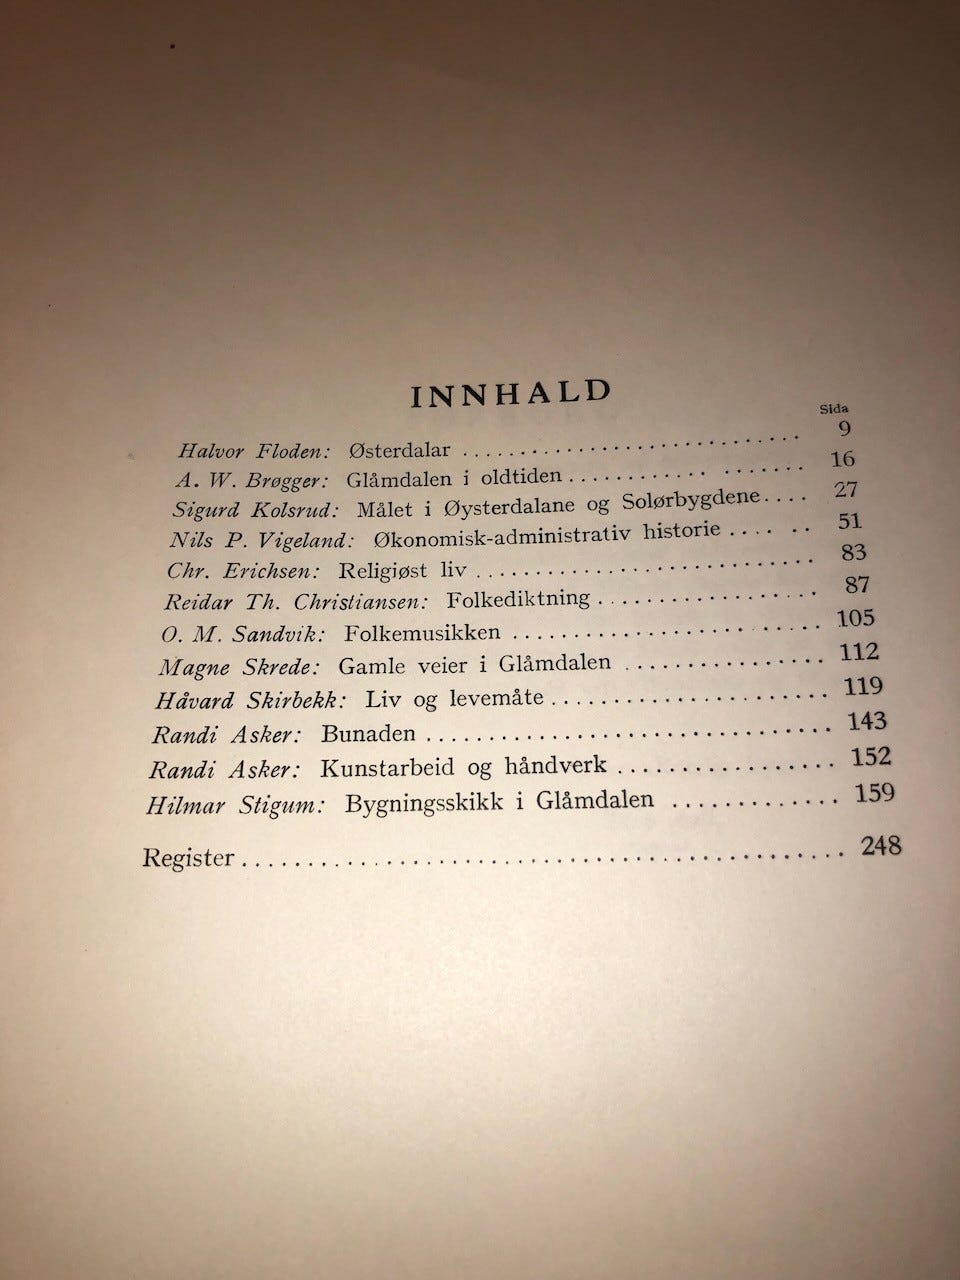 INNHALD
Sida
Halvor Floden: Østerdalar ............................ 9
A. W. Brøgger: Glåmdalen i oldtiden .................... 16
Sigurd Kolsrud: Målet i Øysterdalane og Solørbygdene .... 27
Nils P. Vigeland: Økonomisk-administrativ historie ...... 51
Chr. Erichsen: Religiøst liv ............................ 83
Reidar Th. Christiansen: Folkediktning .................. 87
O. M. Sandvik: Folkemusikken ........................ 105
Magne Skrede: Gamle veier i Glåmdalen ................ 112
Håvard Skirbekk: Liv og levemåte ...................... 119
Randi Asker: Bunaden ................................ 143
Randi Asker: Kunstarbeid og håndverk ................. 152
Hilmar Stigum: Bygningsskikk i Glåmdalen ............. 159
Register ............................................. 248